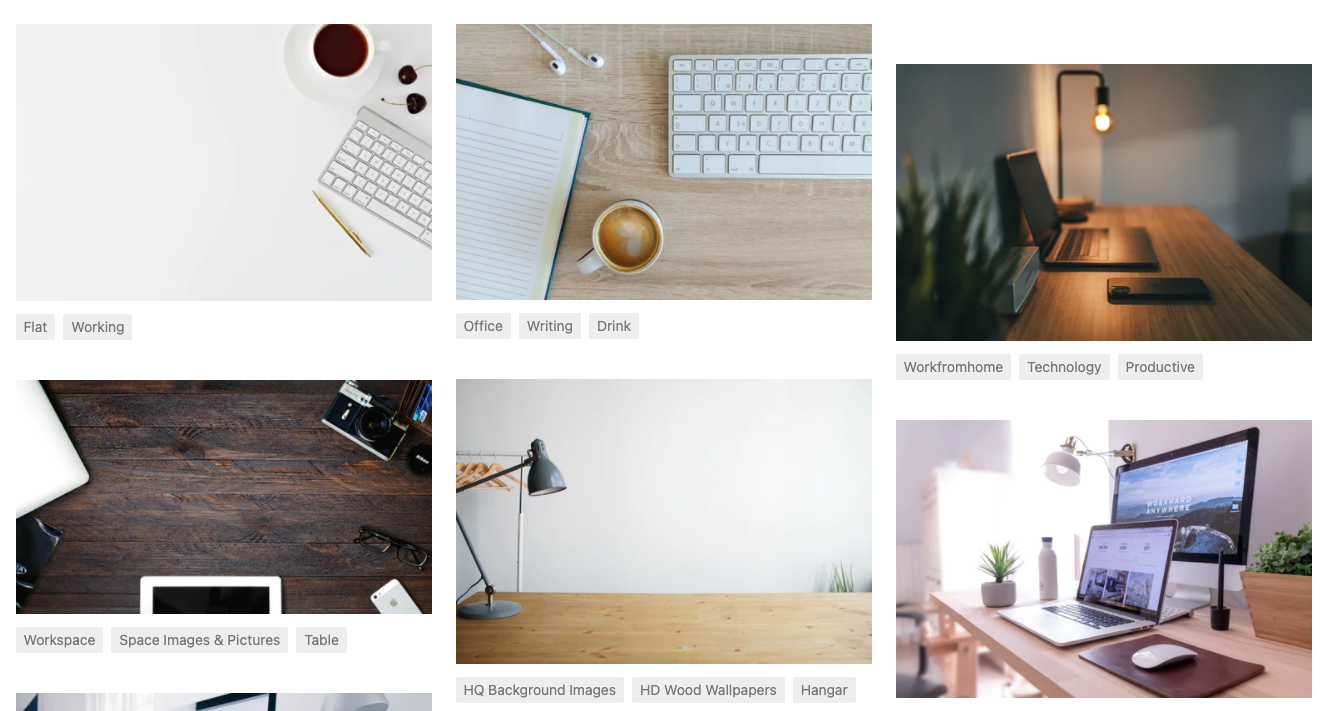 Flat
Working
Office
Writing
Drink
Workfromhome
Technology
Productive
WORKHARD
ANYWHERE
Workspace
Space Images & Pictures
Table
HQ Background Images
HD Wood Wallpapers
Hangar